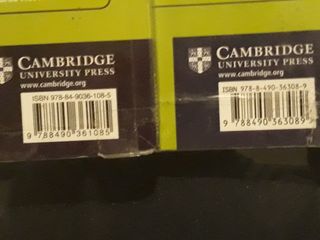 CAMBRIDGE
UNIVERSITY PRESS
www.cambridge.org
ISBN 978-84-9036-108-5
9 788490 361085
CAMBRIDGE
UNIVERSITY PRESS
www.cambridge.org
ISBN 978-8-490-36308-9
9 788490 363089